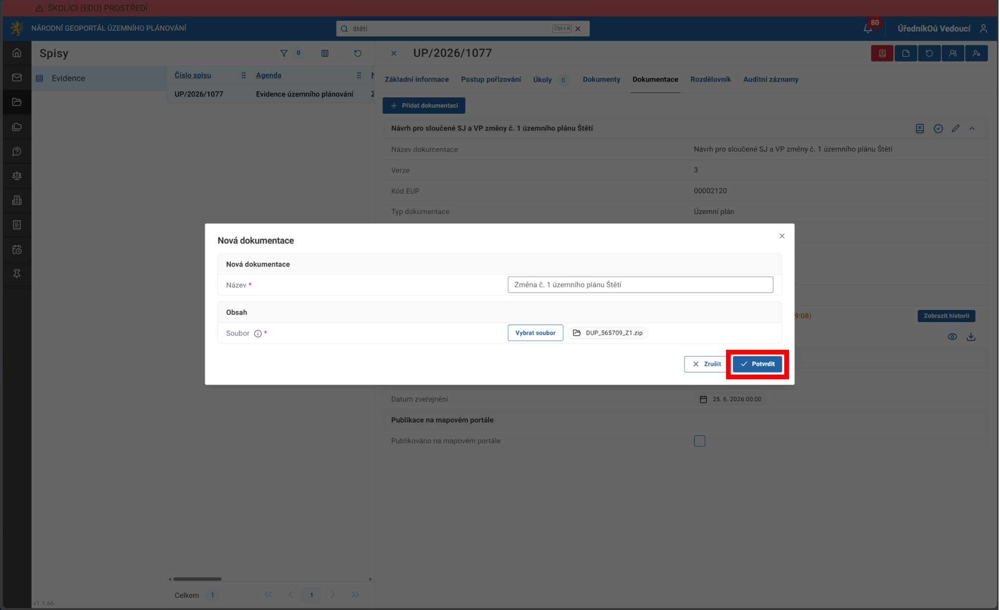 ŠKOLÍCÍ (EDU) PROSTŘEDÍ
NÁRODNÍ GEOPORTÁL ÚZEMNÍHO PLÁNOVÁNÍ
štětí
Ctrl+K
80
ÚředníkOú Vedoucí
Spisy
0
UP/2026/1077
Evidence
Číslo spisu
Agenda
UP/2026/1077
Evidence územního plánování
Základní informace
Postup pořizování
Úkoly 0
Dokumenty
Dokumentace
Rozdělovník
Auditní záznamy
Přidat dokumentaci
Návrh pro sloučené SJ a VP změny č. 1 územního plánu Štětí
Název dokumentace
Návrh pro sloučené SJ a VP změny č. 1 územního plánu Štětí
Verze
3
Kód EUP
00002120
Typ dokumentace
Územní plán
Nová dokumentace
Nová dokumentace
Název *
Změna č. 1 územního plánu Štětí
Obsah
Soubor *
Vybrat soubor
DUP_565709_Z1.zip
Zrušit
Potvrdit
9:08)
Zobrazit historii
Datum zveřejnění
25. 6. 2026 00:00
Publikace na mapovém portále
Publikováno na mapovém portále
Celkem 1
1
v1.1.66